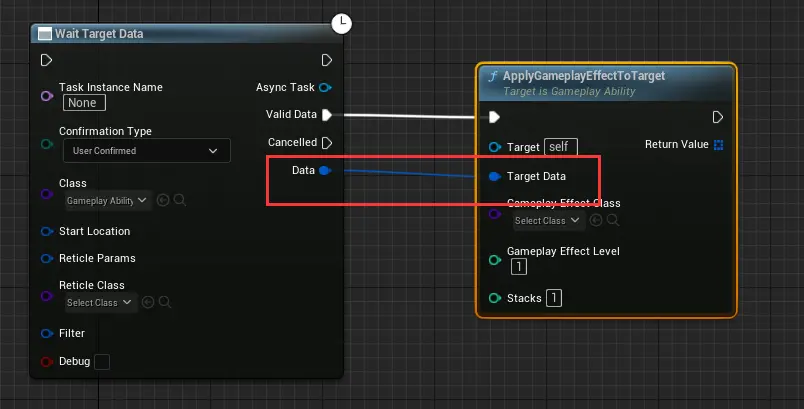 Wait Target Data
Task Instance Name
None
Async Task
Valid Data
Confirmation Type
User Confirmed
Cancelled
Data
Class
Gameplay Ability
Start Location
Reticle Params
Reticle Class
Select Class
Filter
Debug
ApplyGameplayEffectToTarget
Target is Gameplay Ability
Target self
Return Value
Target Data
Gameplay Effect Class
Select Class
Gameplay Effect Level
1
Stacks 1